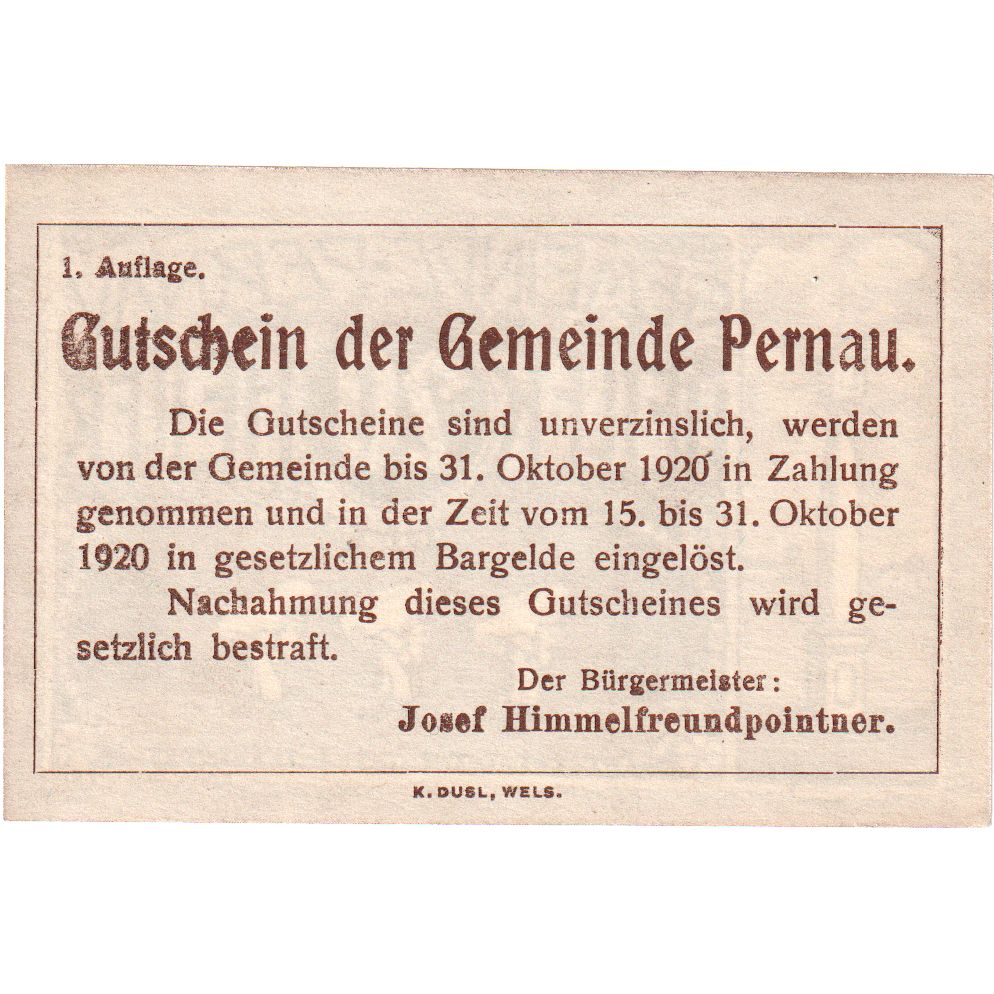 1. Auflage.
Gutschein der Gemeinde Pernau.
Die Gutscheine sind unverzinslich, werden
von der Gemeinde bis 31. Oktober 1920 in Zahlung
genommen und in der Zeit vom 15. bis 31. Oktober
1920 in gesetzlichem Bargelde eingelöst.
Nachahmung dieses Gutscheines wird ge-
setzlich bestraft.
Der Bürgermeister:
Josef Himmelfreundpointner.
K. DUSL, WELS.